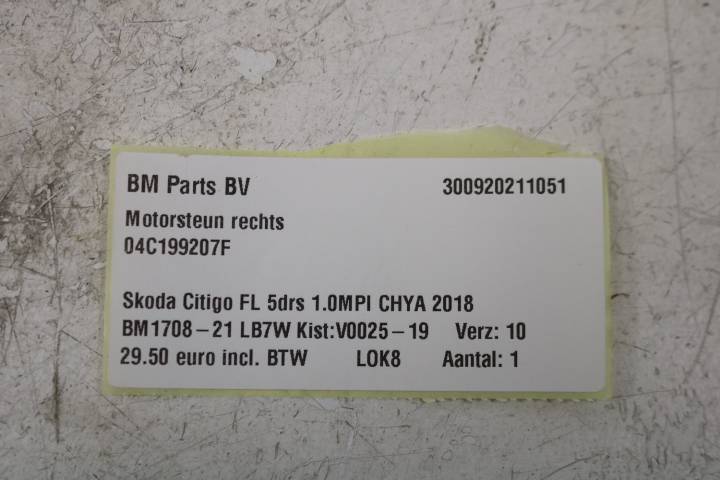 BM Parts BV 300920211051
Motorsteun rechts
04C199207F
Skoda Citigo FL 5drs 1.0MPI CHYA 2018
BM1708-21 LB7W Kist:V0025-19 Verz: 10
29.50 euro incl. BTW LOK8 Aantal: 1